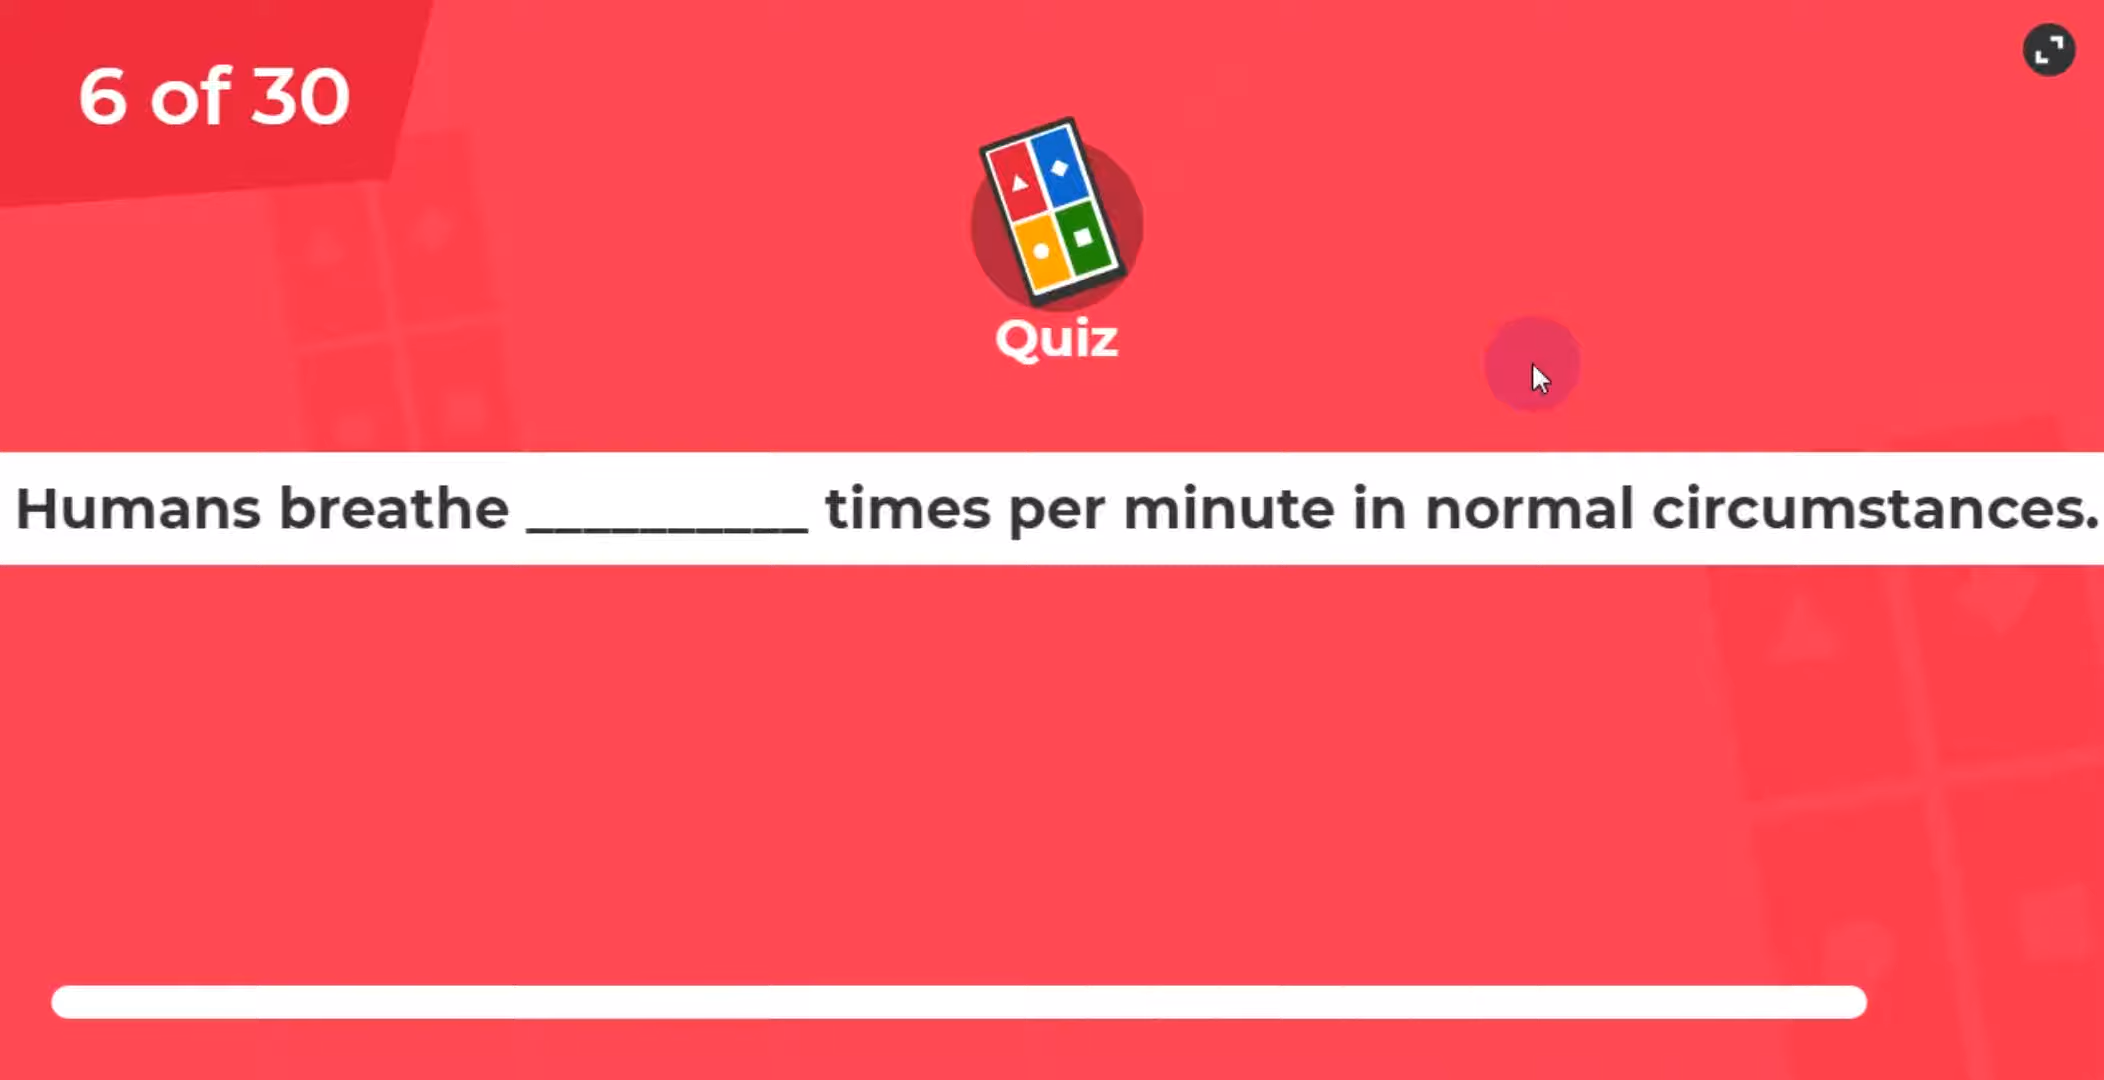 6 of 30
Quiz
Humans breathe __________ times per minute in normal circumstances.